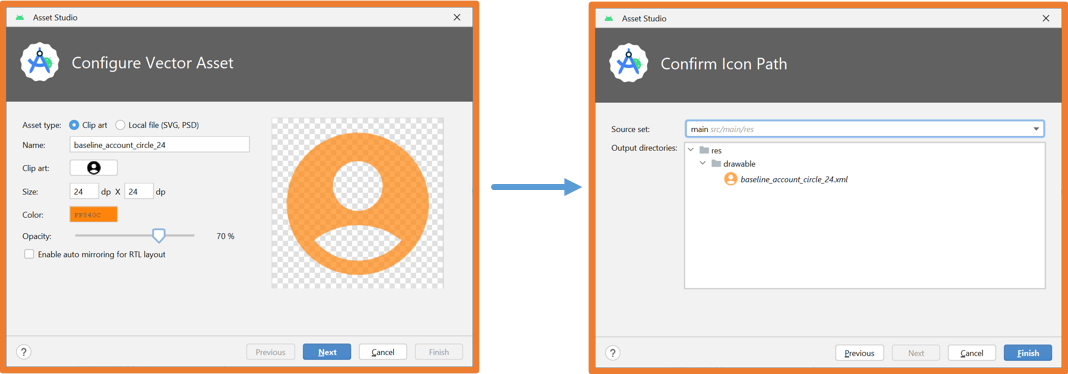 Asset Studio
Configure Vector Asset
Asset type: Clip art Local file (SVG, PSD)
Name: baseline_account_circle_24
Clip art:
Size: 24 dp X 24 dp
Color: FF840C
Opacity: 70 %
Enable auto mirroring for RTL layout
? Previous Next Cancel Finish
Asset Studio
Confirm Icon Path
Source set: main src/main/res
Output directories: res
drawable
baseline_account_circle_24.xml
? Previous Next Cancel Finish